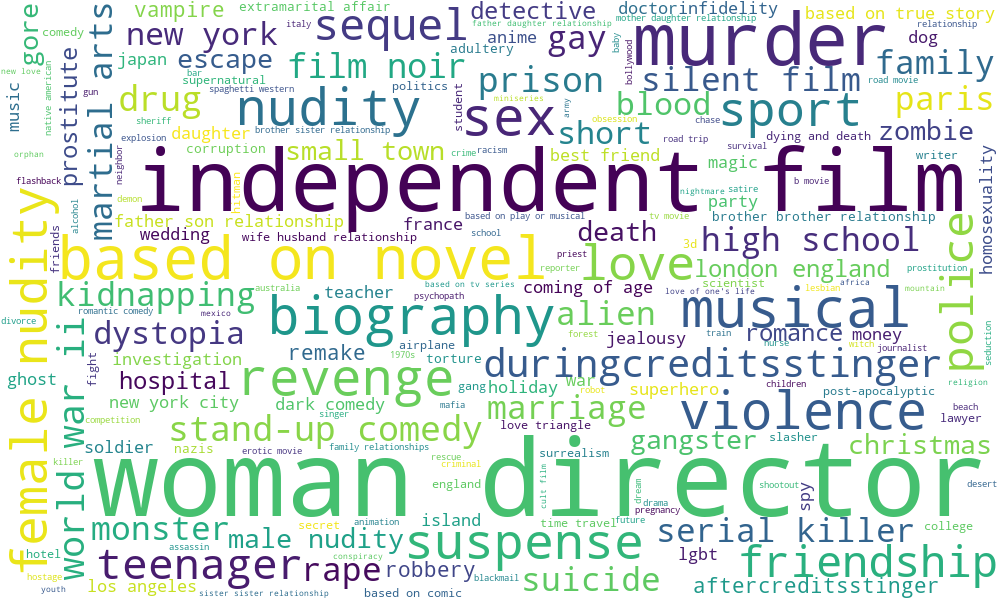 vampire
extramarital affair
sequel
detective
doctorinfidelity
based on true story
gore
comedy
new york
father daughter relationship
mother daughter relationship
murder
relationship
italy
anime
gay
baby
dog
adultery
japan
escape
film noir
bollywood
family
new love
bar
supernatural
prison
silent film
road movie
music
native american
prostitute
martial arts
gun
drug
spaghetti western
politics
student
miniseries
army
blood
sport
paris
nudity
sex
obsession
chase
sheriff
explosion
daughter
brother sister relationship
short
road trip
dying and death
zombie
orphan
neighbor
corruption
small town
crime
racism
best friend
survival
magic
writer
homosexuality
flashback
independent film
b movie
demon
hitman
nightmare
satire
party
alcohol
father son relationship
france
based on play or musical
tv movie
brother brother relationship
friends
wedding
wife husband relationship
school
death
3d
high school
police
female nudity
based on novel
priest
love
reporter
london england
prostitution
world war ii
kidnapping
australia
based on tv series
psychopath
coming of age
scientist
love of one's life
lesbian
africa
mountain
romantic comedy
mexico
teacher
biography
alien
musical
divorce
dystopia
airplane
forest
jealousy
train
romance
money
seduction
fight
investigation
remake
1970s
torture
duringcreditsstinger
nurse
witch
journalist
ghost
hospital
revenge
gang
holiday
war
robot
superhero
children
post-apocalyptic
religion
new york city
dark comedy
singer
mafia
marriage
violence
beach
lawyer
competition
stand-up comedy
love triangle
gangster
slasher
christmas
soldier
nazis
erotic movie
family relationships
surrealism
killer
woman director
rescue
criminal
england
cult film
dream
drama
shootout
spy
desert
pregnancy
monster
secret
animation
island
time travel
future
serial killer
college
hotel
assassin
male nudity
suspense
lgbt
friendship
hostage
teenager
conspiracy
rape
robbery
blackmail
suicide
aftercreditsstinger
youth
los angeles
sister sister relationship
based on comic